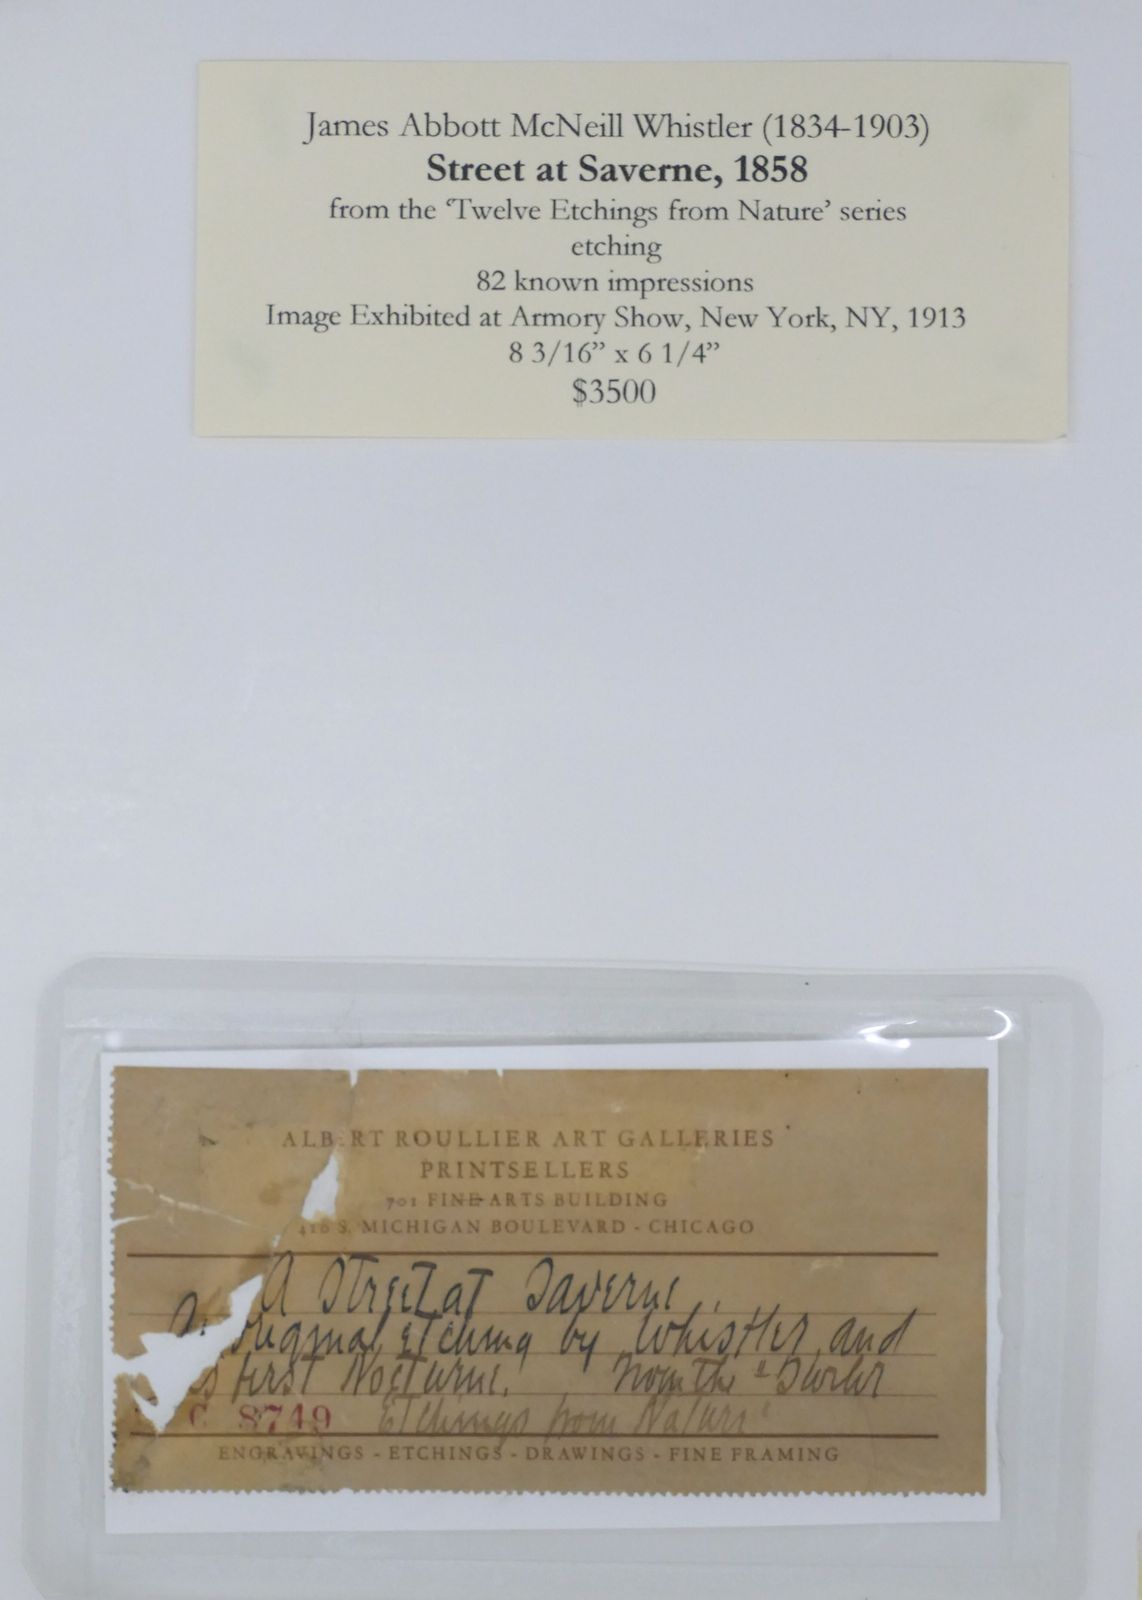 James Abbott McNeill Whistler (1834-1903)
Street at Saverne, 1858
from the ‘Twelve Etchings from Nature’ series
etching
82 known impressions
Image Exhibited at Armory Show, New York, NY, 1913
8 3/16” x 6 1/4”
$3500
ALBERT ROULLIER ART GALLERIES
PRINTSELLERS
701 FINE ARTS BUILDING
410 S. MICHIGAN BOULEVARD - CHICAGO
A Street at Saverne.
original etching by Whistler and
first Nocturne. From the "Twelve
C 8749 Etchings from Nature"
ENGRAVINGS - ETCHINGS - DRAWINGS - FINE FRAMING